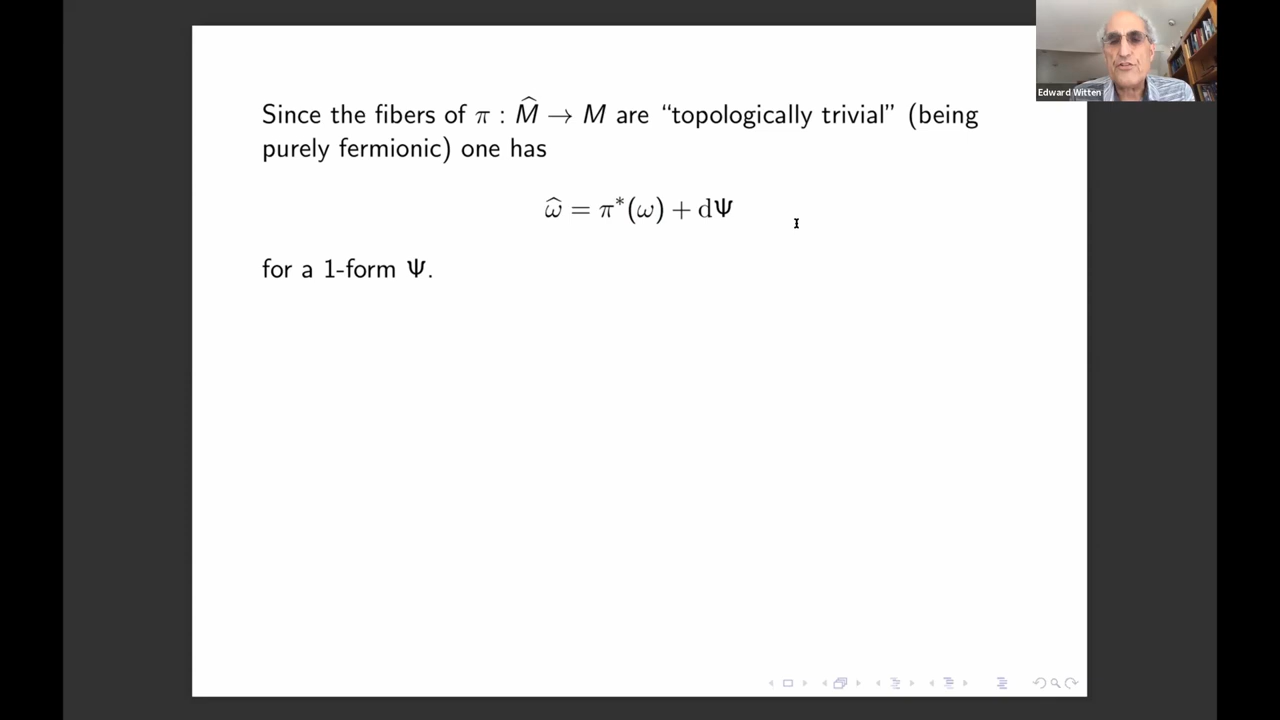 Edward Witten
Since the fibers of π : M̂ → M are “topologically trivial” (being
purely fermionic) one has
ω̂ = π*(ω) + dΨ
for a 1-form Ψ.